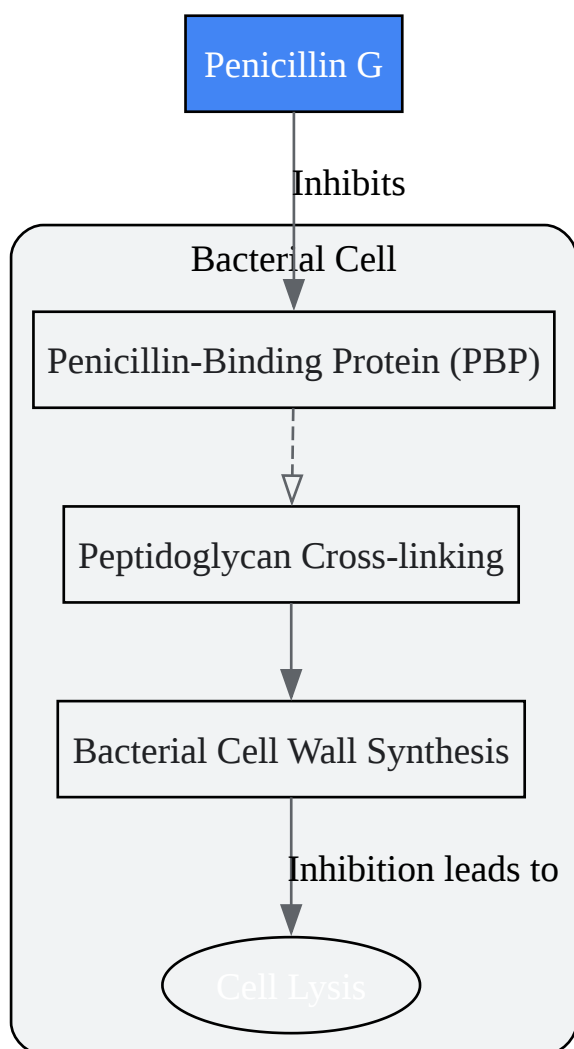 Penicillin G
Inhibits
Bacterial Cell
Penicillin-Binding Protein (PBP)
Peptidoglycan Cross-linking
Bacterial Cell Wall Synthesis
Inhibition leads to
Cell Lysis